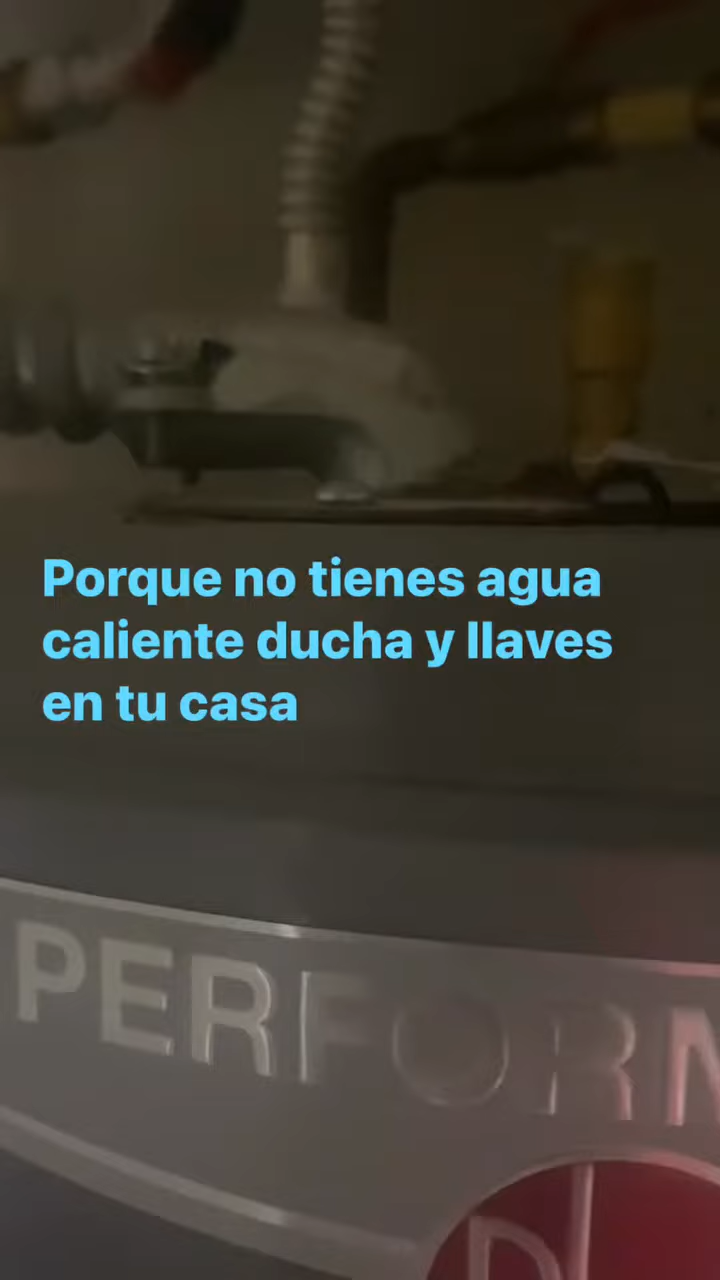 Porque no tienes agua
caliente ducha y llaves
en tu casa
PERFORM